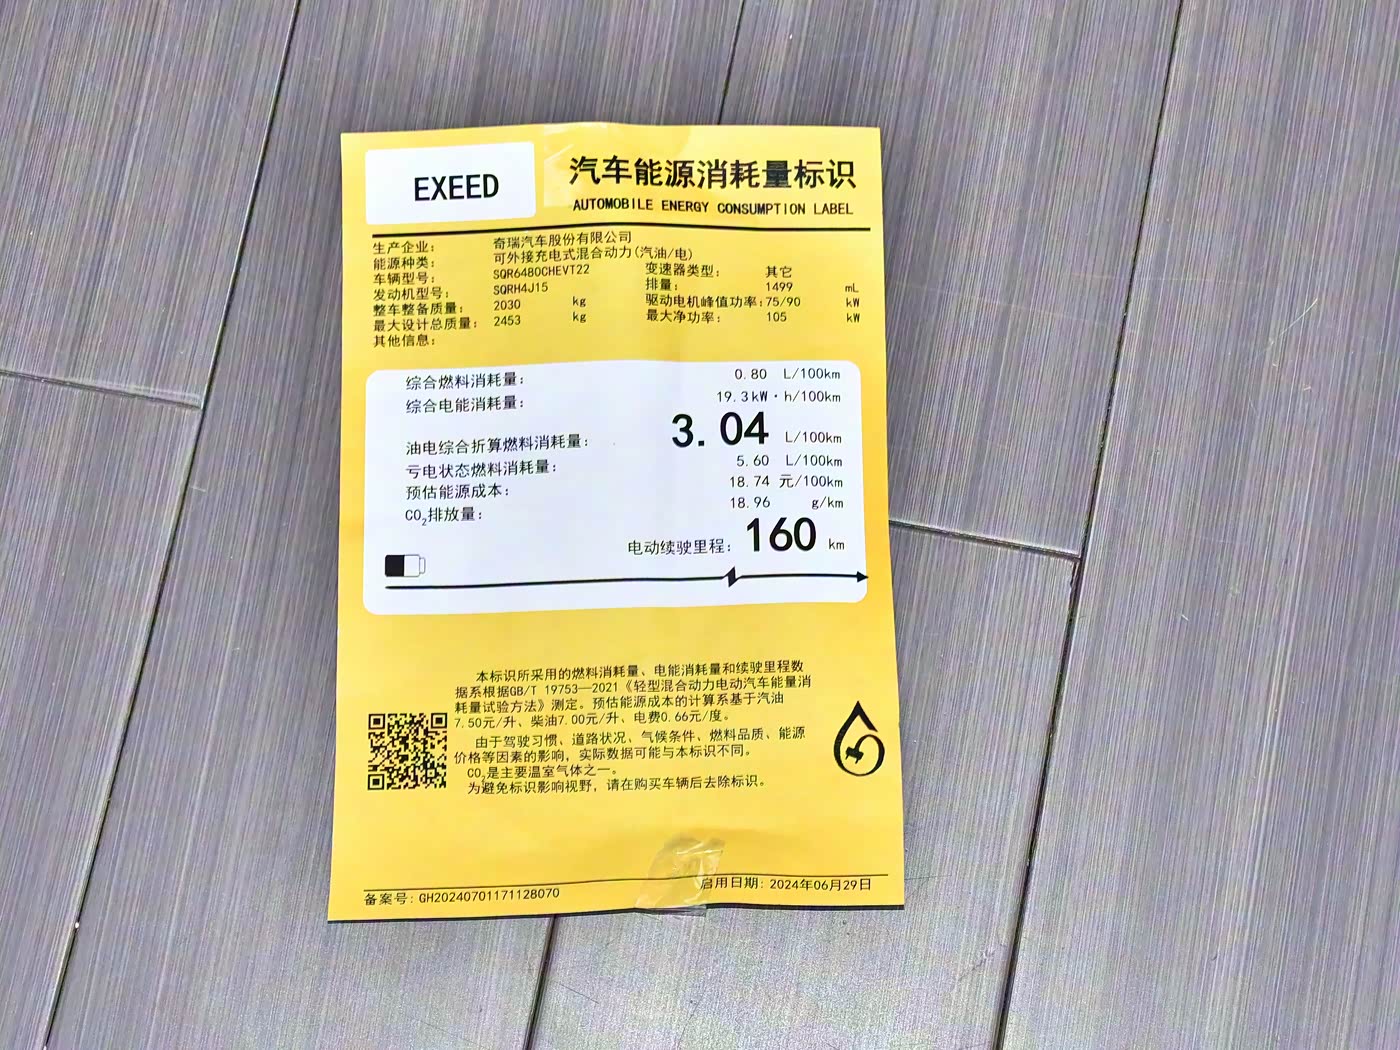 EXEED
汽车能源消耗量标识
AUTOMOBILE ENERGY CONSUMPTION LABEL
生产企业: 奇瑞汽车股份有限公司
能源种类: 可外接充电式混合动力(汽油/电)
车辆型号: SQR6480CHEVT22 变速器类型: 其它
发动机型号: SQRH4J15 排量: 1499 mL
整车整备质量: 2030 kg 驱动电机峰值功率: 75/90 kW
最大设计总质量: 2453 kg 最大净功率: 105 kW
其他信息:
综合燃料消耗量: 0.80 L/100km
综合电能消耗量: 19.3 kW·h/100km
油电综合折算燃料消耗量: 3.04 L/100km
亏电状态燃料消耗量: 5.60 L/100km
预估能源成本: 18.74 元/100km
CO₂排放量: 18.96 g/km
电动续驶里程: 160 km
本标识所采用的燃料消耗量、电能消耗量和续驶里程数
据系根据GB/T 19753—2021《轻型混合动力电动汽车能量消
耗量试验方法》测定。预估能源成本的计算系基于汽油
7.50元/升、柴油7.00元/升、电费0.66元/度。
由于驾驶习惯、道路状况、气候条件、燃料品质、能源
价格等因素的影响，实际数据可能与本标识不同。
CO₂是主要温室气体之一。
为避免标识影响视野，请在购买车辆后去除标识。
备案号: GH20240701171128070 启用日期: 2024年06月29日